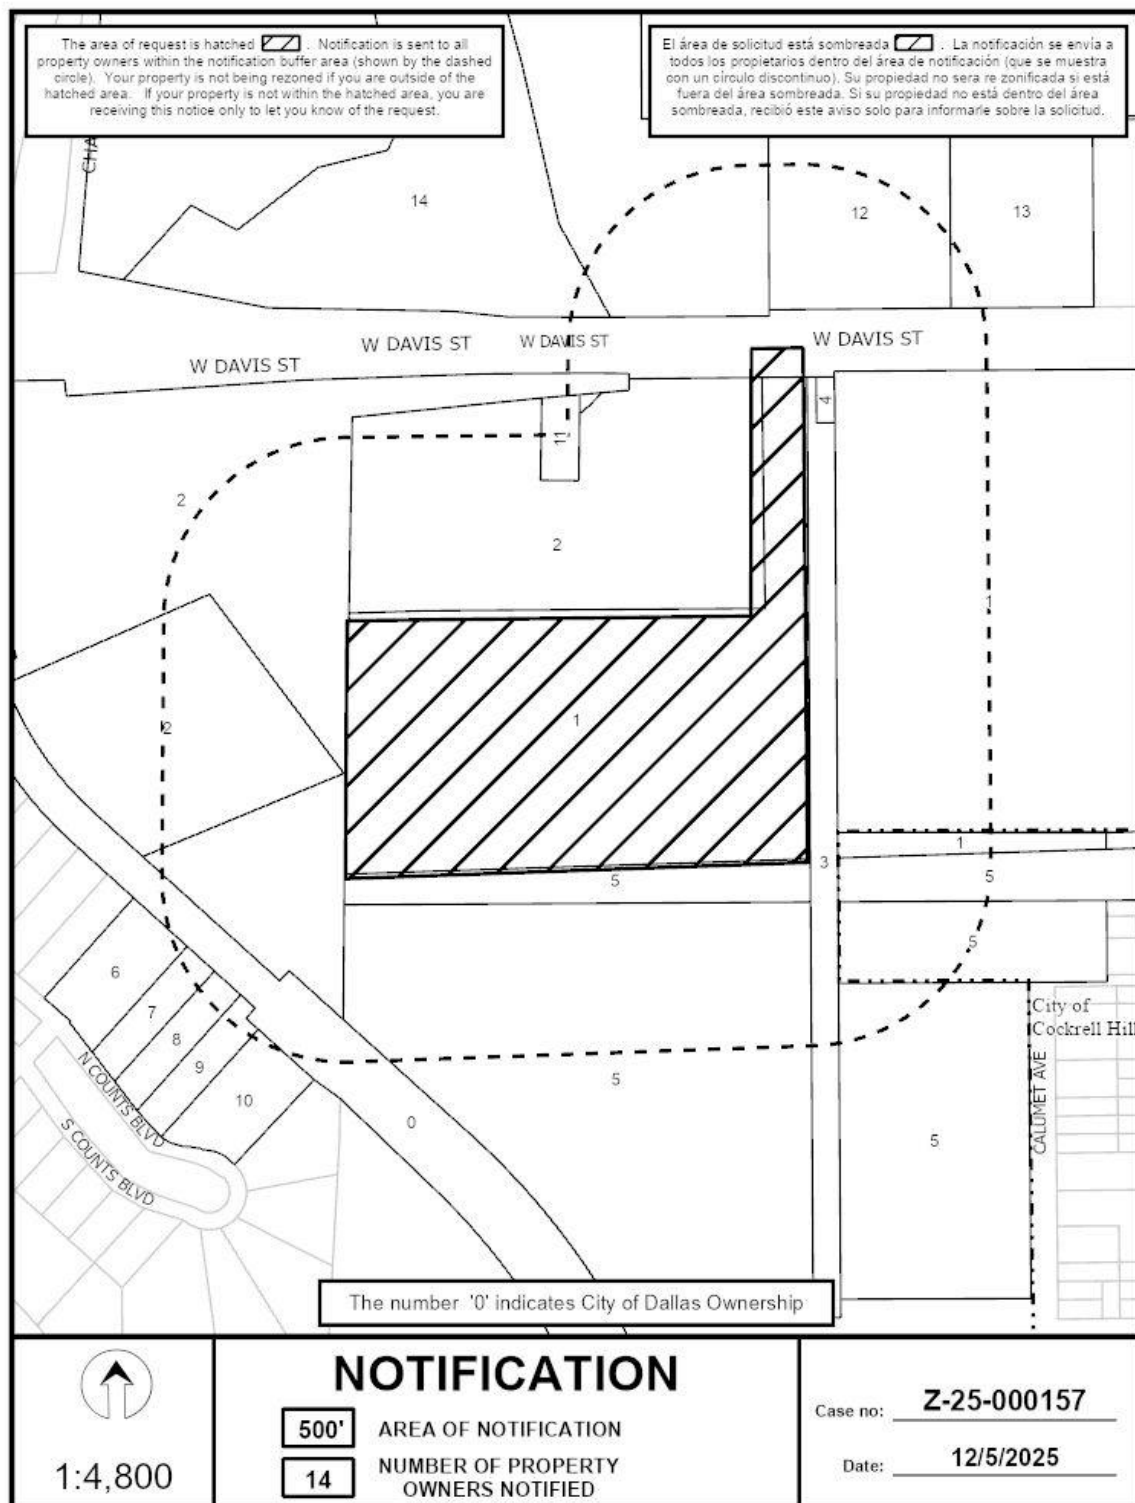 The area of request is hatched . Notification is sent to all
property owners within the notification buffer area (shown by the dashed
circle). Your property is not being rezoned if you are outside of the
hatched area. If your property is not within the hatched area, you are
receiving this notice only to let you know of the request.
El área de solicitud está sombreada . La notificación se envía a
todos los propietarios dentro del área de notificación (que se muestra
con un círculo discontinuo). Su propiedad no sera re zonificada si está
fuera del área sombreada. Si su propiedad no está dentro del área
sombreada, recibió este aviso solo para informarle sobre la solicitud.
CHA
14
12
13
W DAVIS ST
W DAVIS ST
W DAVIS ST
W DAVIS ST
4
11
2
2
1
1
2
3
1
5
5
5
6
7
8
9
10
N COUNTS BLVD
S COUNTS BLVD
0
5
5
City of
Cockrell Hill
CALUMET AVE
The number '0' indicates City of Dallas Ownership
1:4,800
NOTIFICATION
500' AREA OF NOTIFICATION
14 NUMBER OF PROPERTY
OWNERS NOTIFIED
Case no: Z-25-000157
Date: 12/5/2025